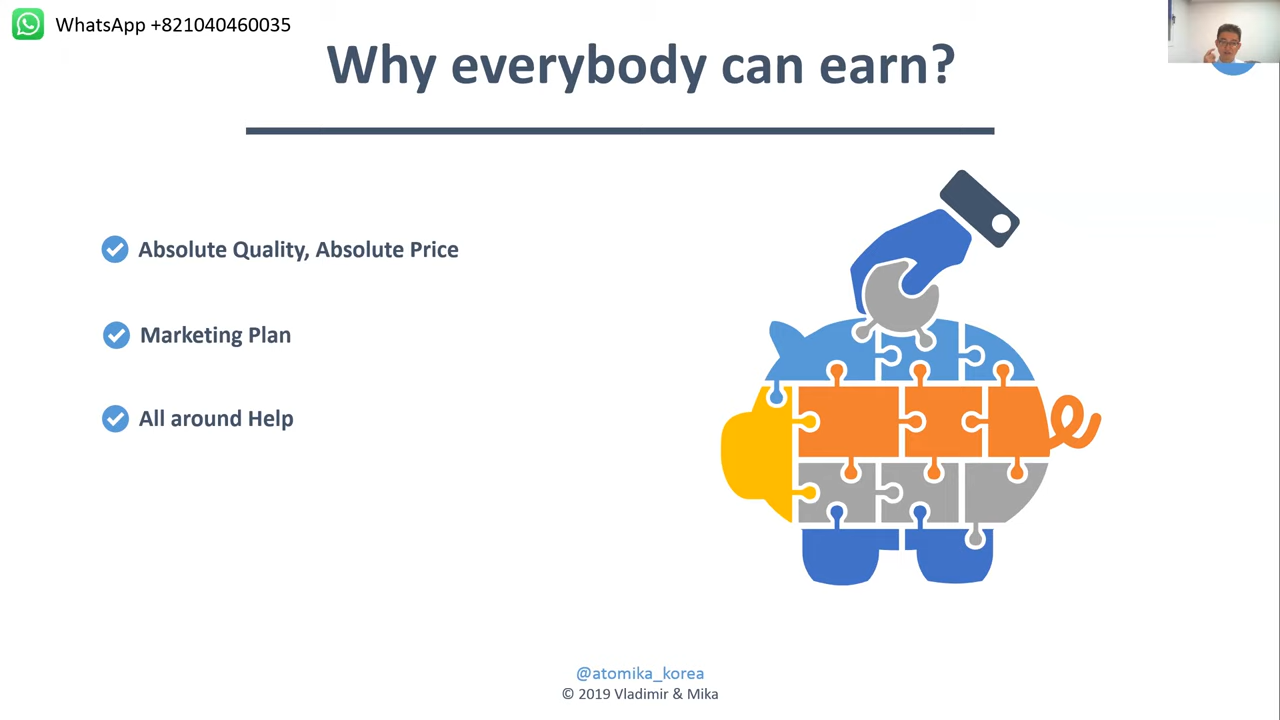 WhatsApp +821040460035
Why everybody can earn?
Absolute Quality, Absolute Price
Marketing Plan
All around Help
@atomika_korea
© 2019 Vladimir & Mika